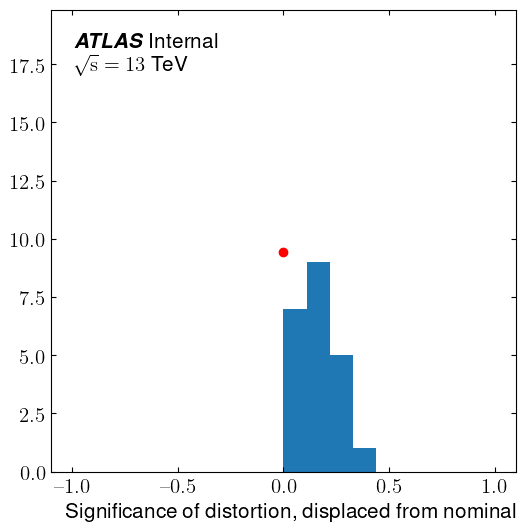 ATLAS Internal
√s = 13 TeV
17.5
15.0
12.5
10.0
7.5
5.0
2.5
0.0
−1.0 −0.5 0.0 0.5 1.0
Significance of distortion, displaced from nominal